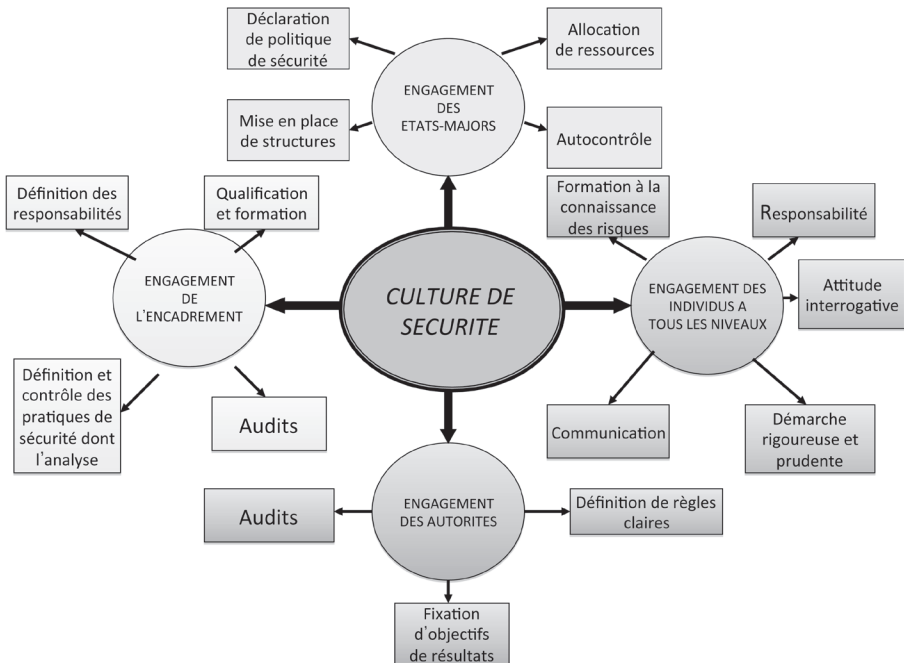 Déclaration
de politique
de sécurité
Allocation
de ressources
ENGAGEMENT
DES
ETATS-MAJORS
Mise en place
de structures
Autocontrôle
Définition des
responsabilités
Qualification
et formation
Formation à la
connaissance
des risques
Responsabilité
ENGAGEMENT
DE
L'ENCADREMENT
CULTURE DE
SECURITE
ENGAGEMENT DES
INDIVIDUS A
TOUS LES NIVEAUX
Attitude
interrogative
Définition et
contrôle des
pratiques de
sécurité dont
l'analyse
Audits
Communication
Démarche
rigoureuse et
prudente
Audits
ENGAGEMENT
DES AUTORITES
Définition de règles
claires
Fixation
d'objectifs
de résultats